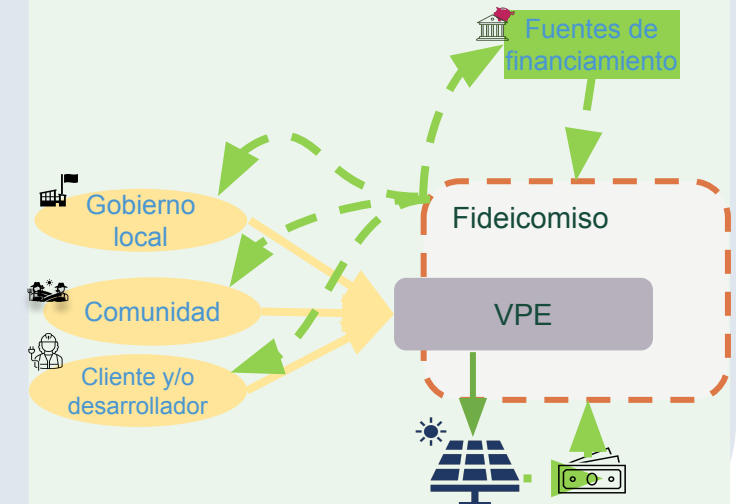 Fuentes de
financiamiento
Gobierno
local
Fideicomiso
Comunidad
VPE
Cliente y/o
desarrollador